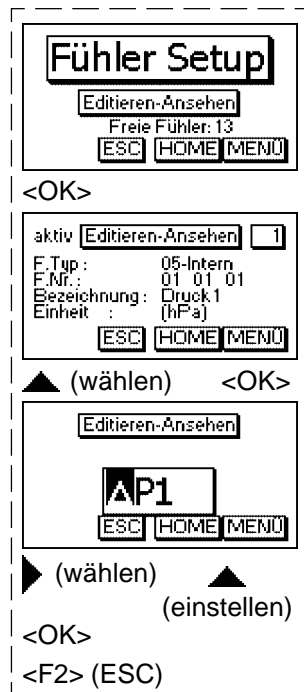 Fühler Setup
Editieren-Ansehen
Freie Fühler: 13
ESC HOME MENÜ
<OK>
aktiv Editieren-Ansehen 1
F.Typ : 05-Intern
F.Nr. : 01 01 01
Bezeichnung : Druck1
Einheit : (hPa)
ESC HOME MENÜ
(wählen) <OK>
Editieren-Ansehen
AP1
ESC HOME MENÜ
(wählen)
(einstellen)
<OK>
<F2> (ESC)